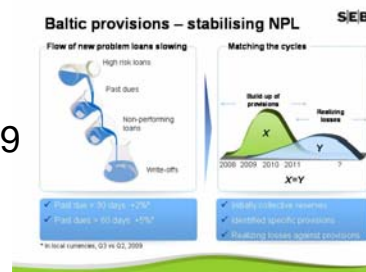 Baltic provisions – stabilising NPL
SEB
Flow of new problem loans slowing
High risk loans
Past dues
Non-performing
loans
Write-offs
✓ Past due > 30 days +2%*
✓ Past dues > 60 days +5%*
* In local currencies, Q3 vs Q2, 2009
Matching the cycles
Build up of
provisions
Realizing
losses
X
Y
2008 2009 2010 2011 ?
X=Y
✓ Initially collective reserves
✓ Identified specific provisions
✓ Realizing losses against provisions
9